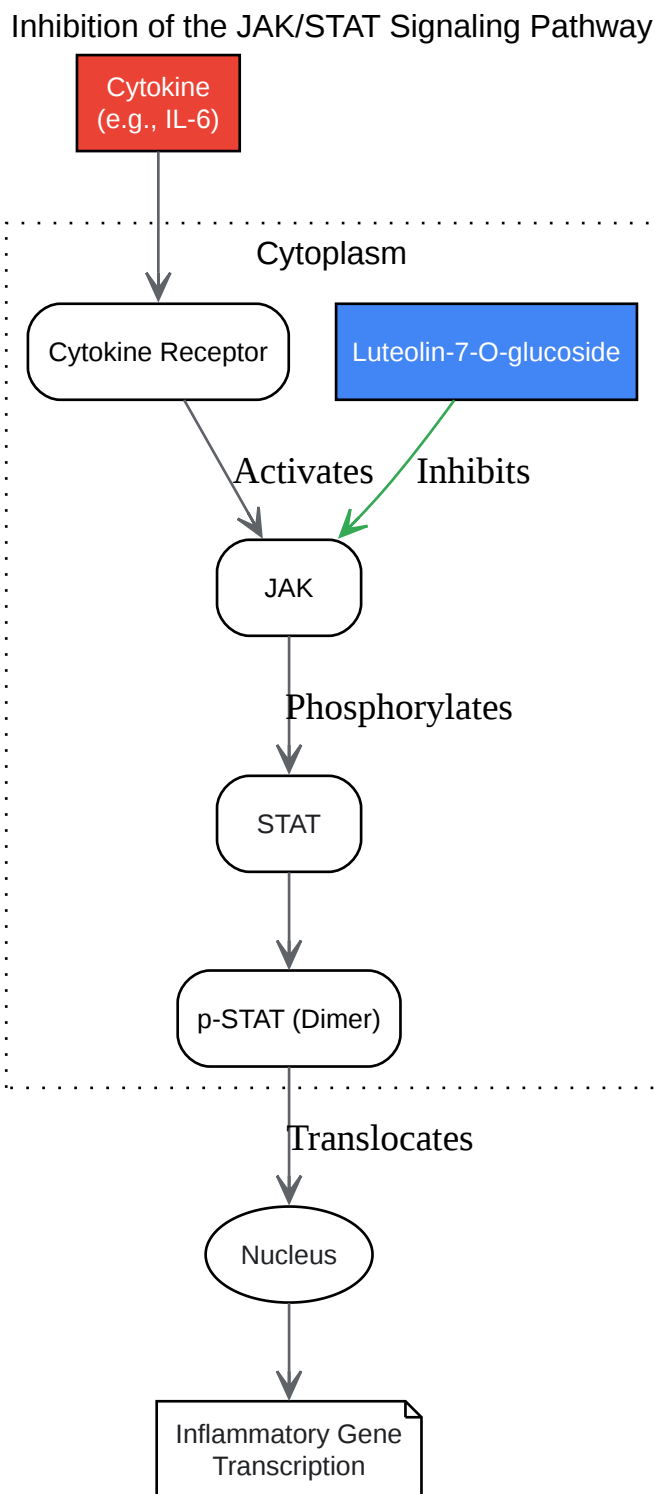 Inhibition of the JAK/STAT Signaling Pathway
Cytokine
(e.g., IL-6)
Cytoplasm
Cytokine Receptor
Luteolin-7-O-glucoside
Activates
Inhibits
JAK
Phosphorylates
STAT
p-STAT (Dimer)
Translocates
Nucleus
Inflammatory Gene
Transcription